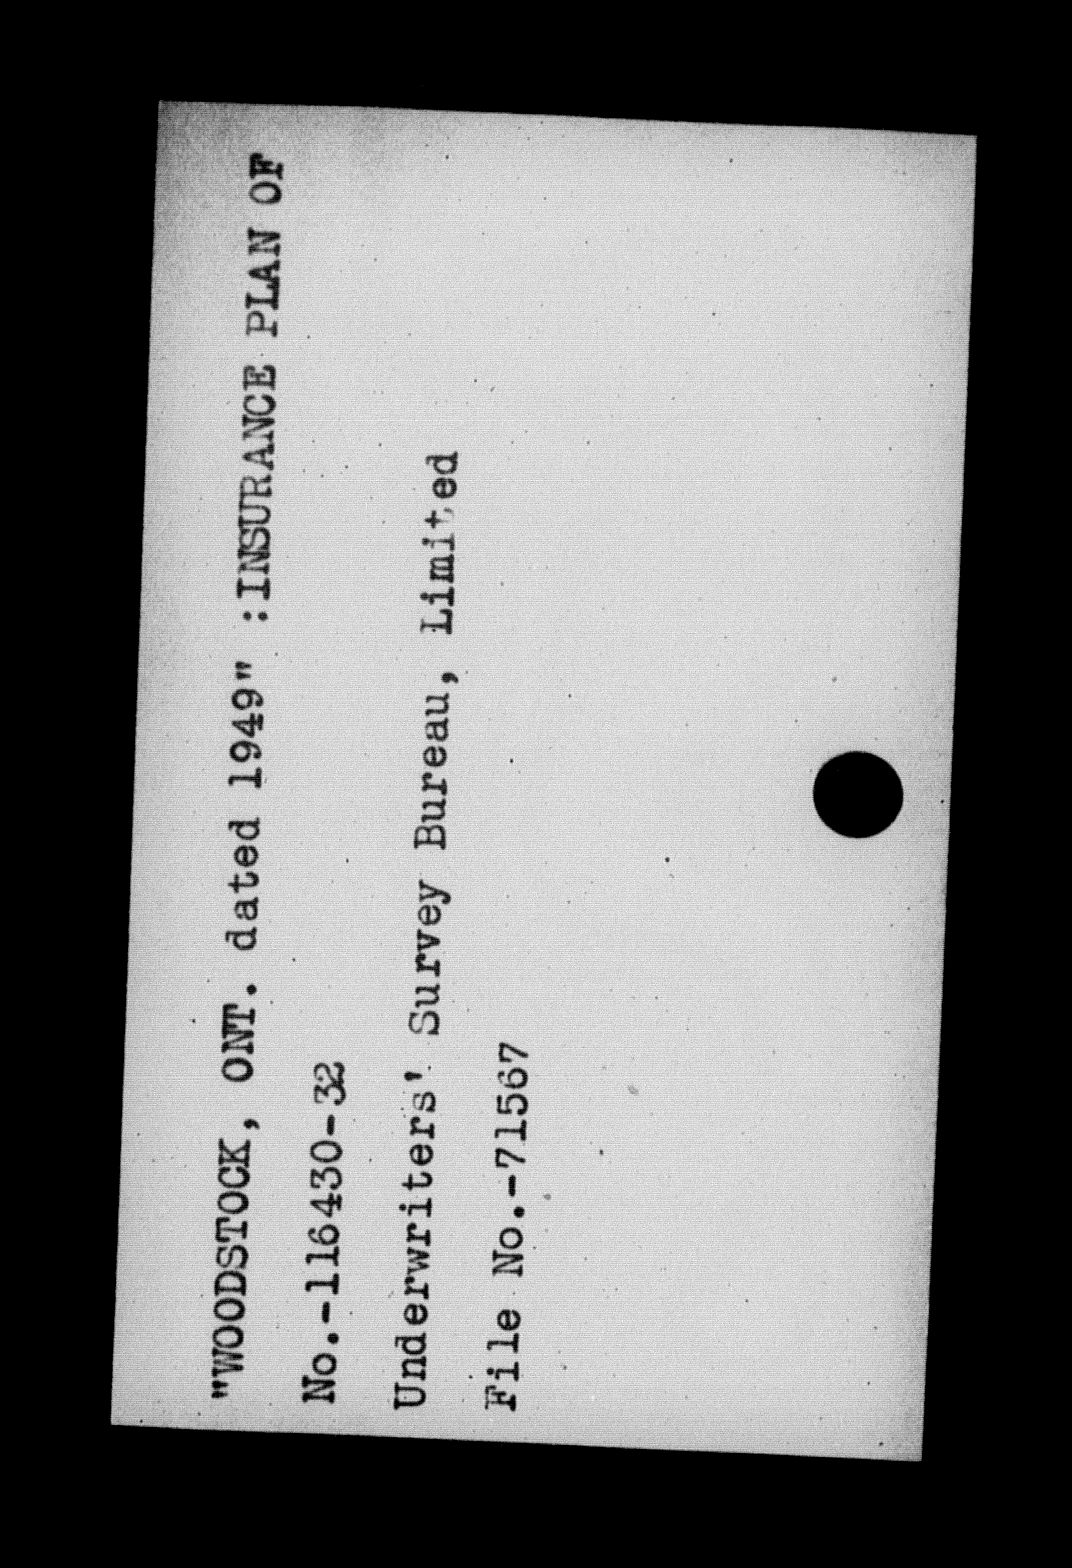 "WOODSTOCK, ONT. dated 1949" :INSURANCE PLAN OF
No.-116430-32
Underwriters' Survey Bureau, Limited
File No.-71567